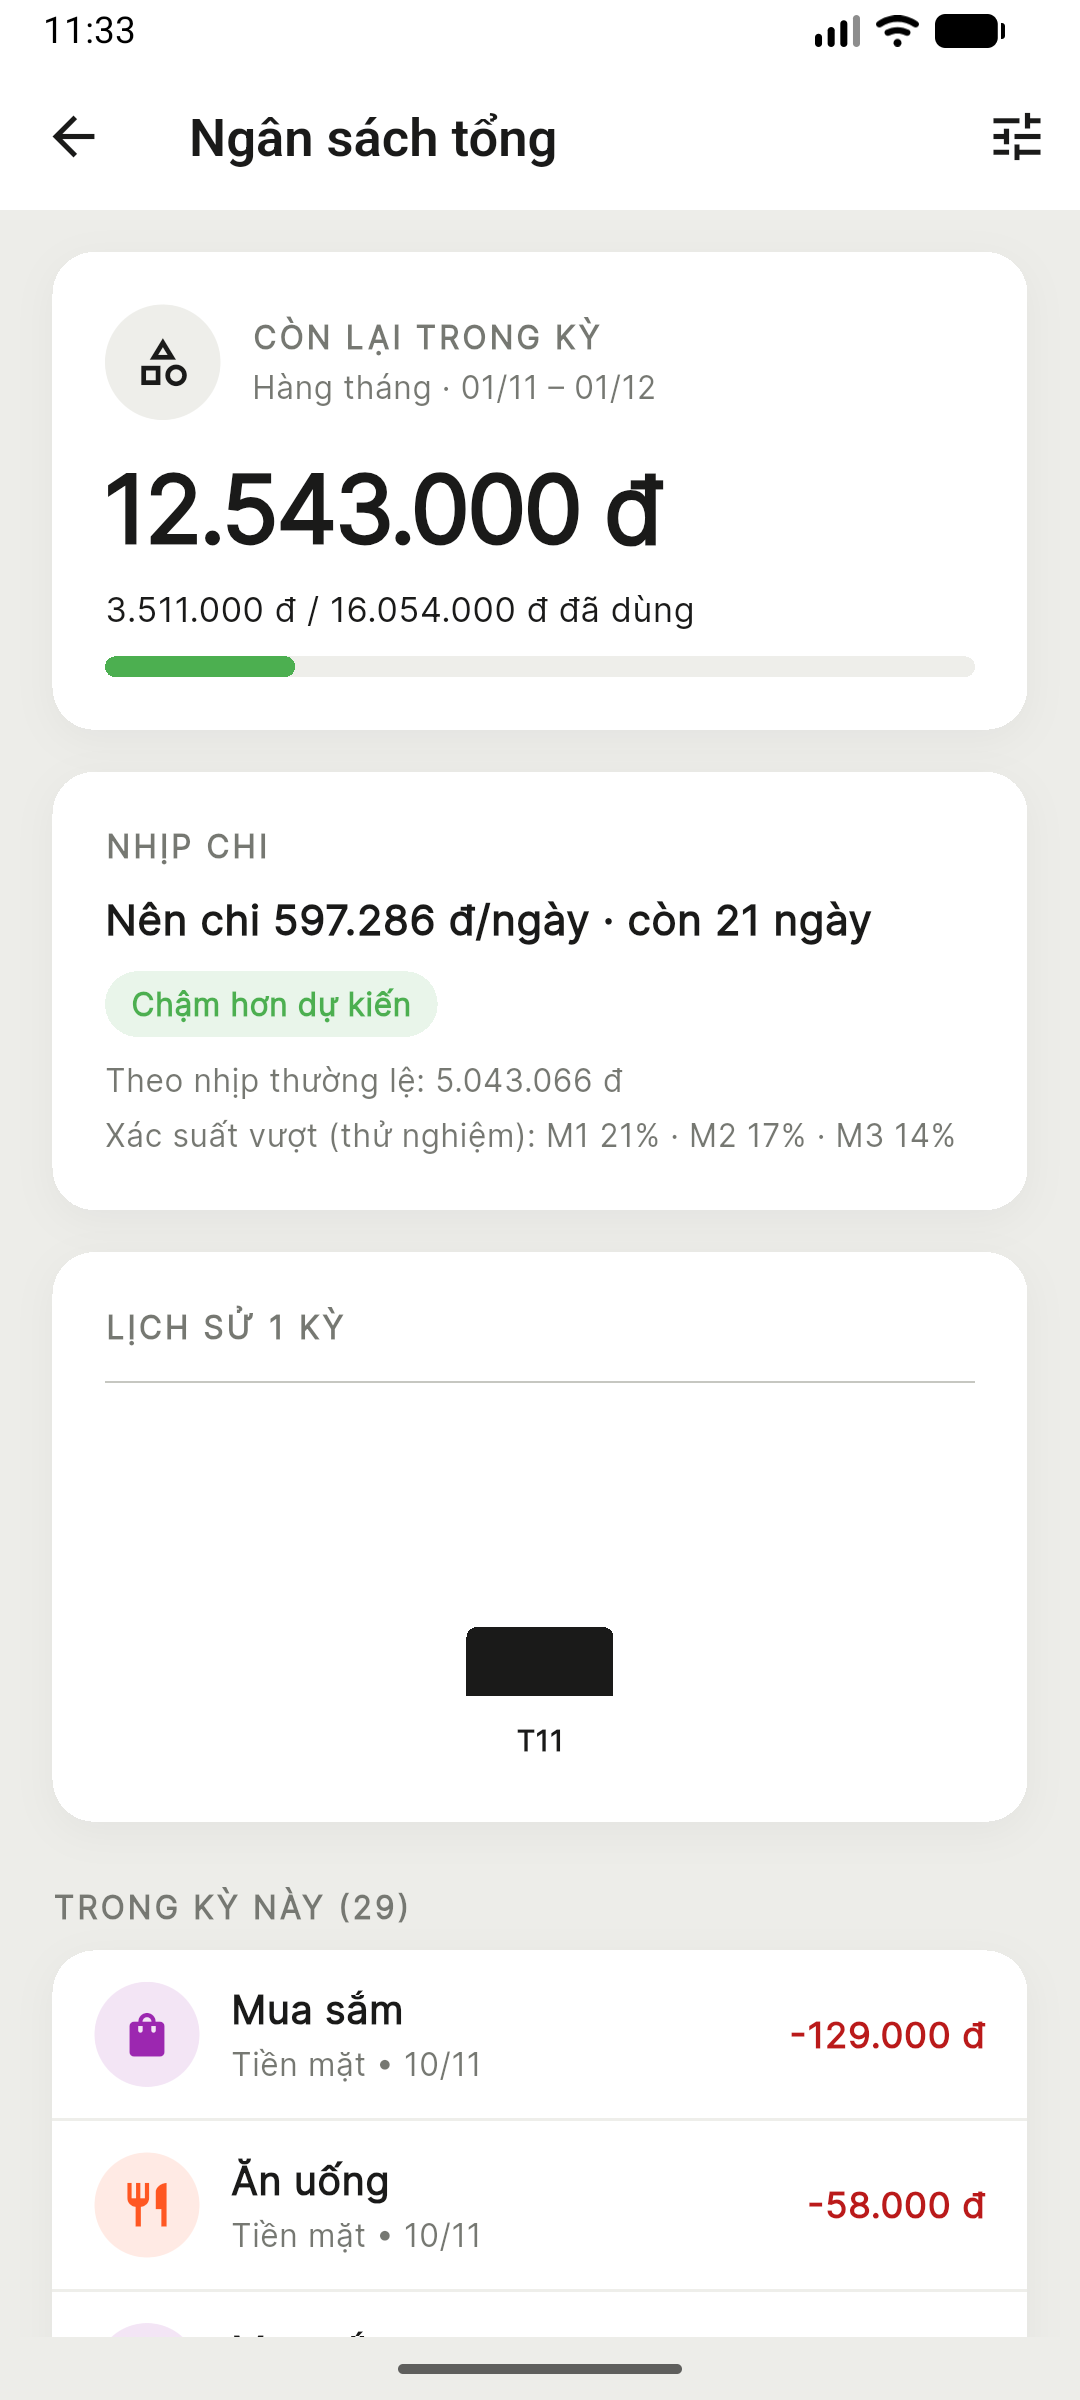 11:33
Ngân sách tổng
CÒN LẠI TRONG KỲ
Hàng tháng · 01/11 – 01/12
12.543.000 đ
3.511.000 đ / 16.054.000 đ đã dùng
NHỊP CHI
Nên chi 597.286 đ/ngày · còn 21 ngày
Chậm hơn dự kiến
Theo nhịp thường lệ: 5.043.066 đ
Xác suất vượt (thử nghiệm): M1 21% · M2 17% · M3 14%
LỊCH SỬ 1 KỲ
T11
TRONG KỲ NÀY (29)
Mua sắm
-129.000 đ
Tiền mặt • 10/11
Ăn uống
-58.000 đ
Tiền mặt • 10/11